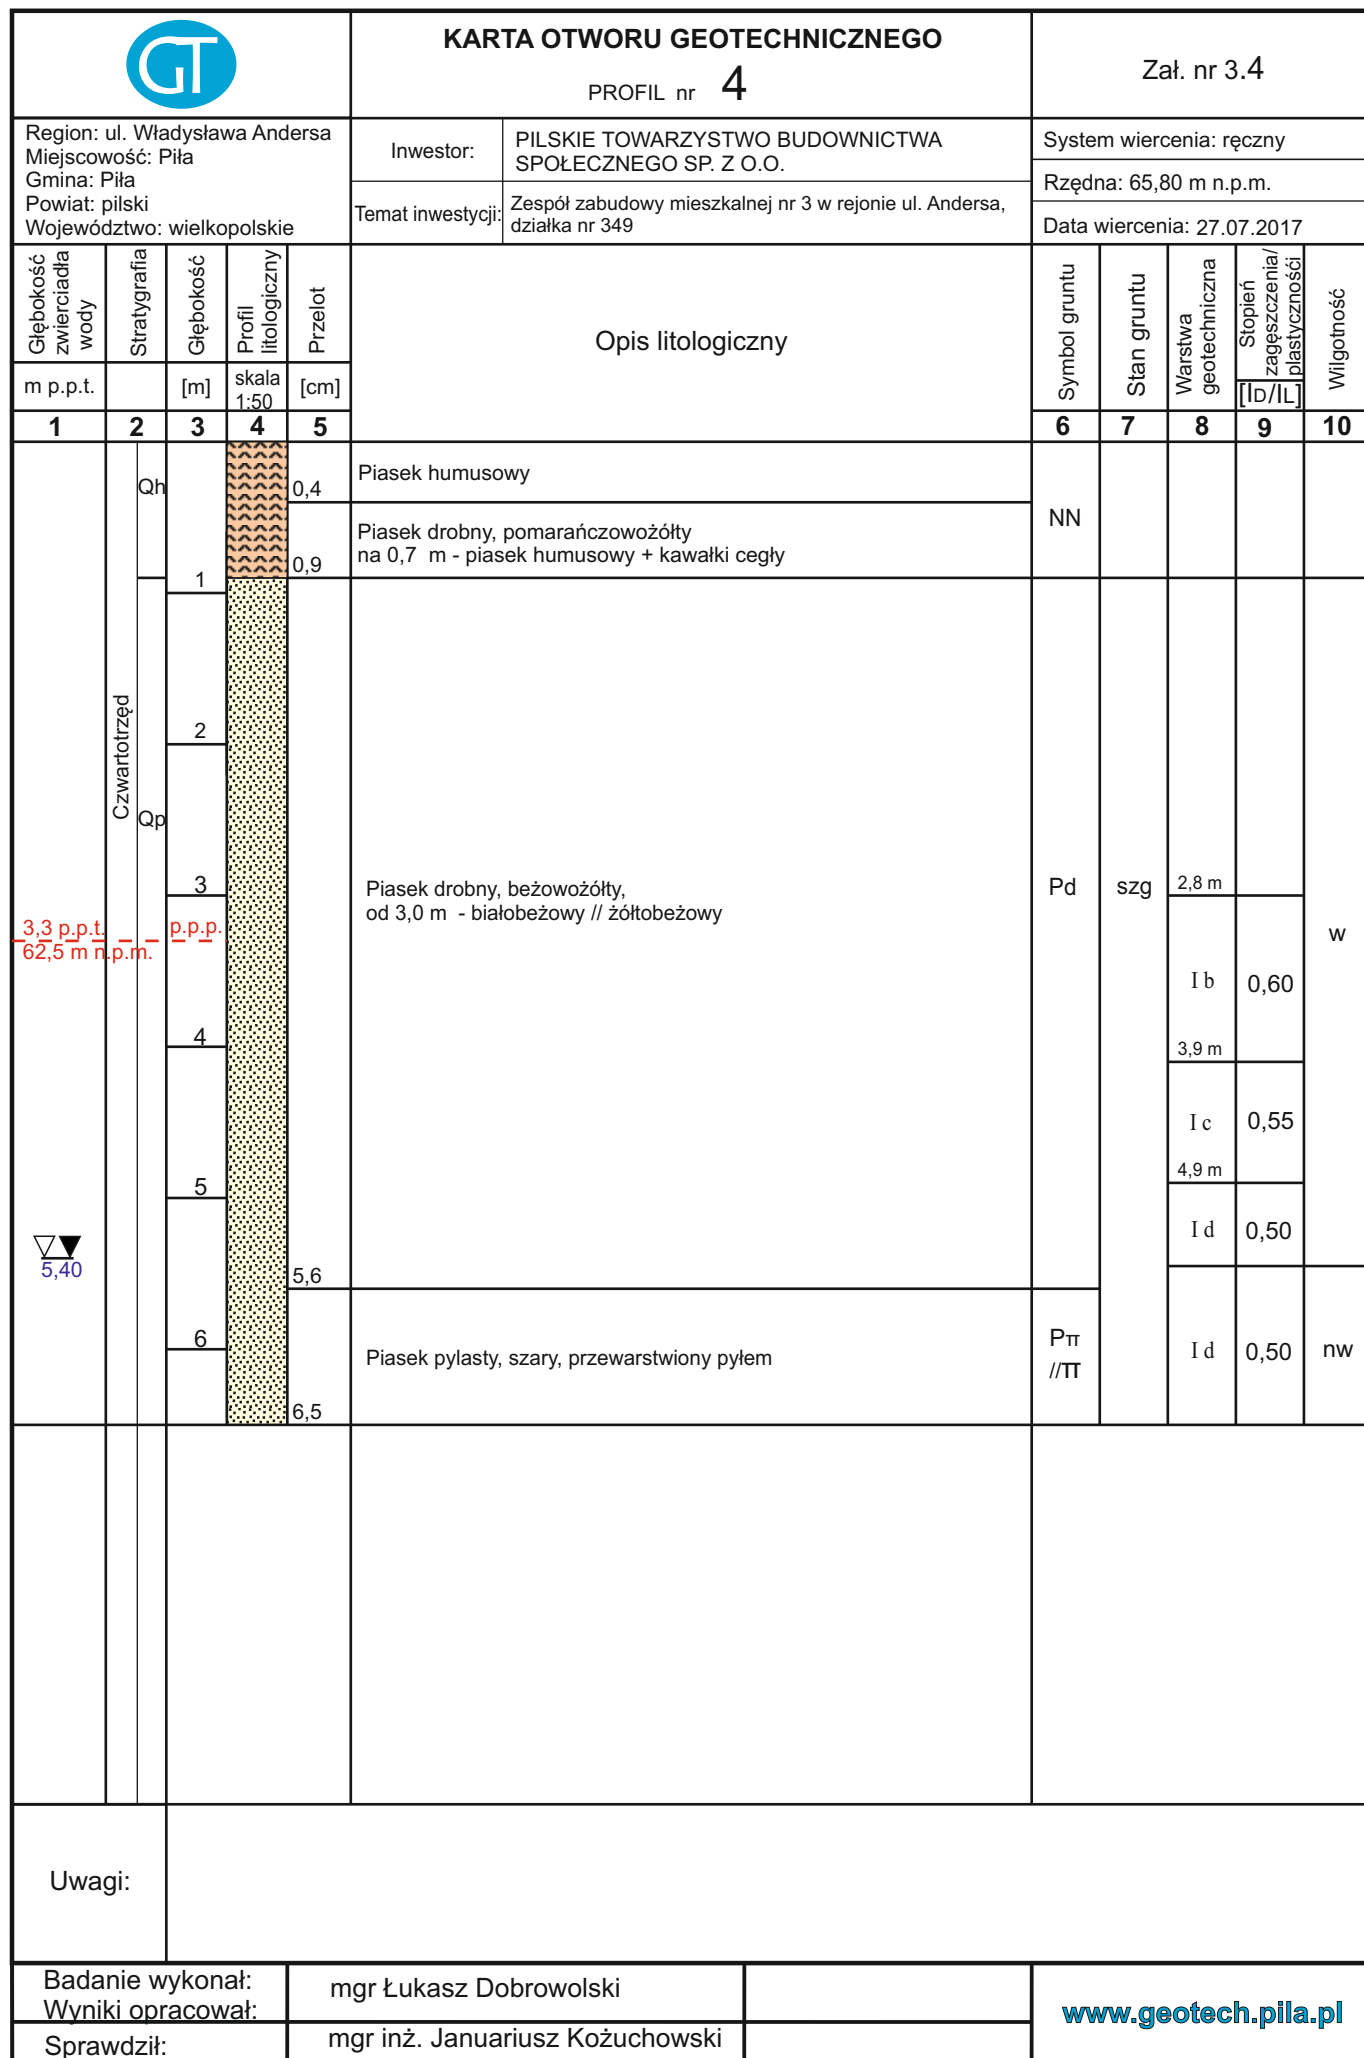 GT
KARTA OTWORU GEOTECHNICZNEGO
PROFIL nr 4
Zał. nr 3.4
Region: ul. Władysława Andersa
Miejscowość: Piła
Gmina: Piła
Powiat: pilski
Województwo: wielkopolskie
Inwestor:
PILSKIE TOWARZYSTWO BUDOWNICTWA
SPOŁECZNEGO SP. Z O.O.
Temat inwestycji:
Zespół zabudowy mieszkalnej nr 3 w rejonie ul. Andersa,
działka nr 349
System wiercenia: ręczny
Rzędna: 65,80 m n.p.m.
Data wiercenia: 27.07.2017
Głębokość
zwierciadła
wody
Stratygrafia
Głębokość
Profil
litologiczny
Przelot
Opis litologiczny
Symbol gruntu
Stan gruntu
Warstwa
geotechniczna
Stopień
zagęszczenia/
plastycznośći
Wilgotność
m p.p.t.
[m]
skala
1:50
[cm]
[ID/IL]
1
2
3
4
5
6
7
8
9
10
Qh
0,4
Piasek humusowy
NN
Piasek drobny, pomarańczowożółty
na 0,7 m - piasek humusowy + kawałki cegły
0,9
1
Czwartotrzęd
2
Qp
3
Piasek drobny, beżowożółty,
od 3,0 m - białobeżowy // żółtobeżowy
Pd
szg
2,8 m
3,3 p.p.t.
p.p.p.
62,5 m n.p.m.
w
I b
0,60
4
3,9 m
I c
0,55
4,9 m
5
I d
0,50
5,40
5,6
6
Piasek pylasty, szary, przewarstwiony pyłem
Pπ
//π
I d
0,50
nw
6,5
Uwagi:
Badanie wykonał:
Wyniki opracował:
mgr Łukasz Dobrowolski
www.geotech.pila.pl
Sprawdził:
mgr inż. Januariusz Kożuchowski